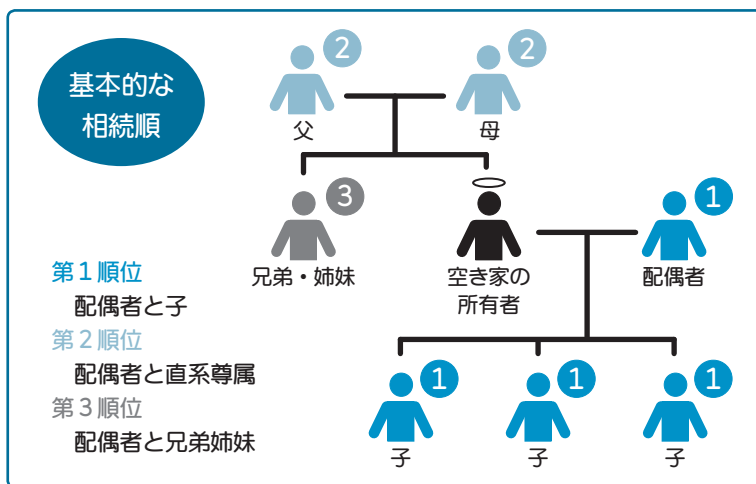 基本的な
相続順
2
2
父
母
3
1
兄弟・姉妹
空き家の
所有者
配偶者
第1順位
配偶者と子
第2順位
配偶者と直系尊属
第3順位
配偶者と兄弟姉妹
1
1
1
子
子
子